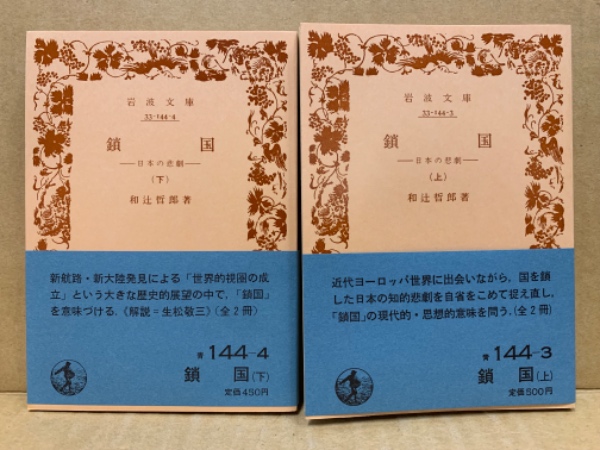 岩波文庫
33-144-4
鎖国
——日本の悲劇——
(下)
和辻哲郎著
新航路・新大陸発見による「世界的視圏の成
立」という大きな歴史的展望の中で,「鎖国」
を意味づける.(解説=生松敬三)(全2冊)
青 144-4
鎖国(下)
定価450円
岩波文庫
33-144-3
鎖国
——日本の悲劇——
(上)
和辻哲郎著
近代ヨーロッパ世界に出会いながら,国を鎖
した日本の知的悲劇を自省をこめて捉え直し,
「鎖国」の現代的・思想的意味を問う.(全2冊)
青 144-3
鎖国(上)
定価500円